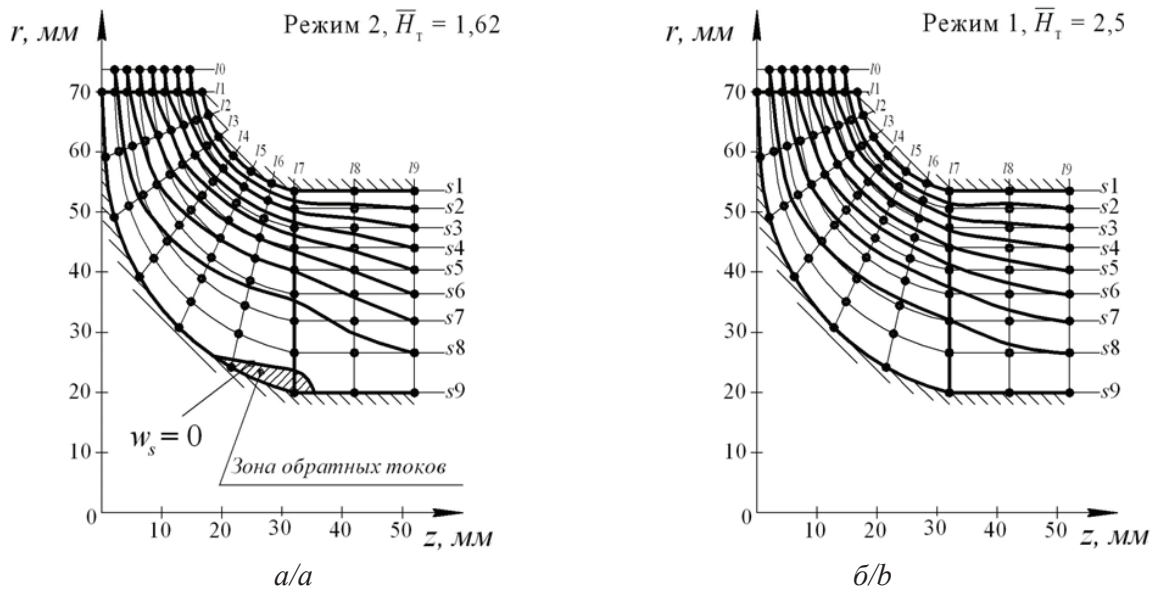 Режим 2, H̅т = 1,62
r, мм
l0
70
l1
l2
l3
60
l4
l5
l6
l7
l8
l9
s1
50
s2
s3
s4
40
s5
s6
s7
30
s8
20
s9
wₛ = 0
10
Зона обратных токов
0
10
20
30
40
50
z, мм
а/a
Режим 1, H̅т = 2,5
r, мм
l0
70
l1
l2
l3
60
l4
l5
l6
l7
l8
l9
s1
50
s2
s3
s4
40
s5
s6
s7
30
s8
20
s9
10
0
10
20
30
40
50
z, мм
б/b